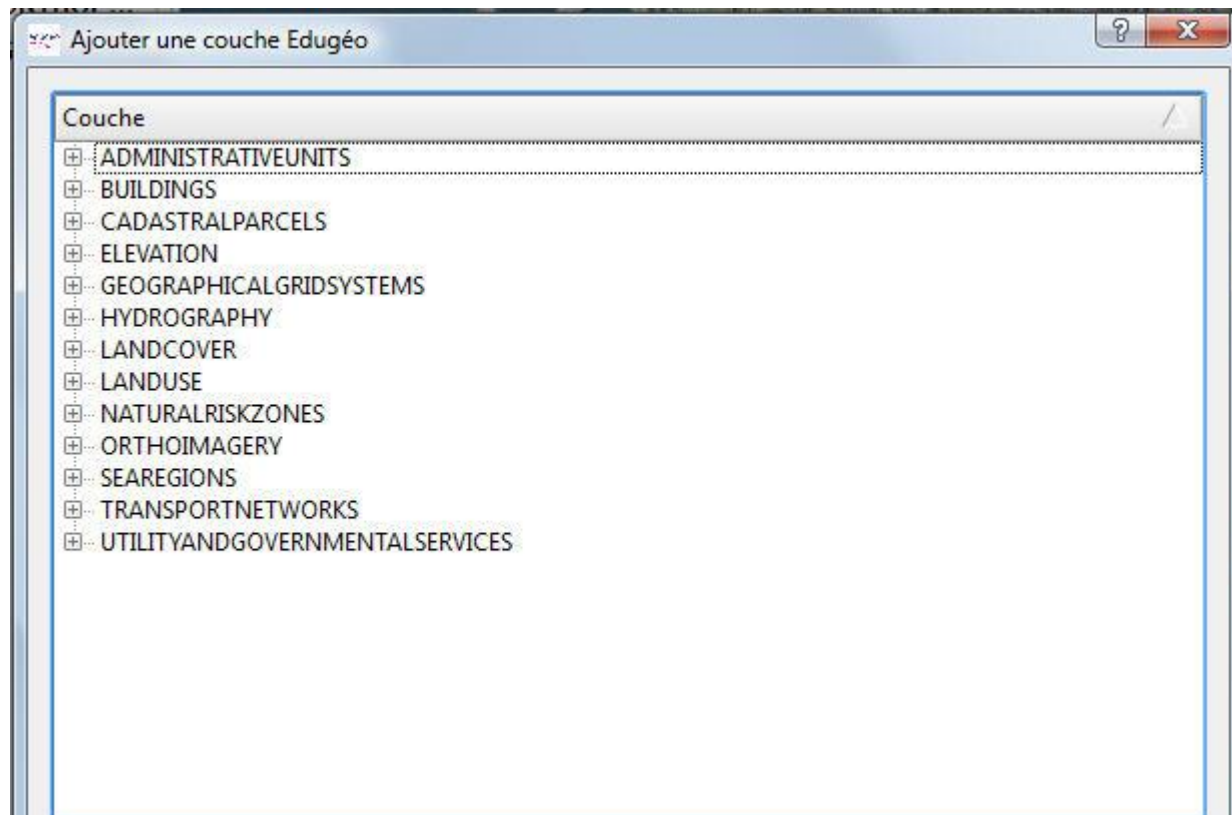 Ajouter une couche Edugéo
Couche
ADMINISTRATIVEUNITS
BUILDINGS
CADASTRALPARCELS
ELEVATION
GEOGRAPHICALGRIDSYSTEMS
HYDROGRAPHY
LANDCOVER
LANDUSE
NATURALRISKZONES
ORTHOIMAGERY
SEAREGIONS
TRANSPORTNETWORKS
UTILITYANDGOVERNMENTALSERVICES